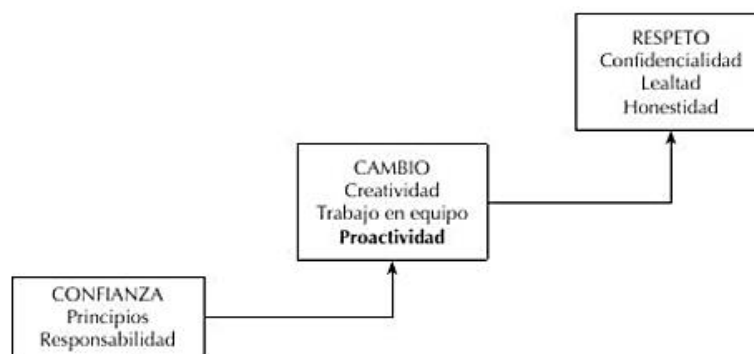 RESPETO
Confidencialidad
Lealtad
Honestidad
CAMBIO
Creatividad
Trabajo en equipo
Proactividad
CONFIANZA
Principios
Responsabilidad